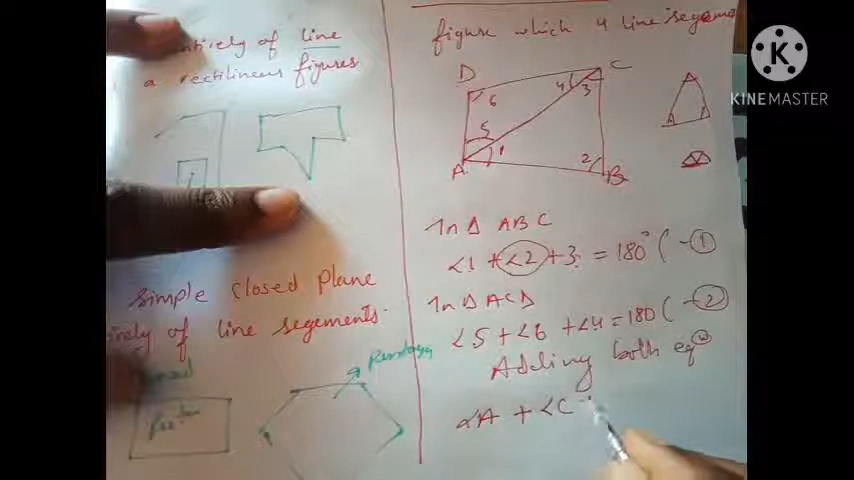 entirely of line
a rectilinear figures
simple closed plane
of line segements.
figure which 4 line
D
C
6
4
3
5
1
2
A
B
In Δ ABC
<1 + <2 + 3 = 180° ( -①
In Δ ACD
<5 + <6 + <4 = 180 ( -②
Adding both eqⁿ
<A + <C
K
KINEMASTER